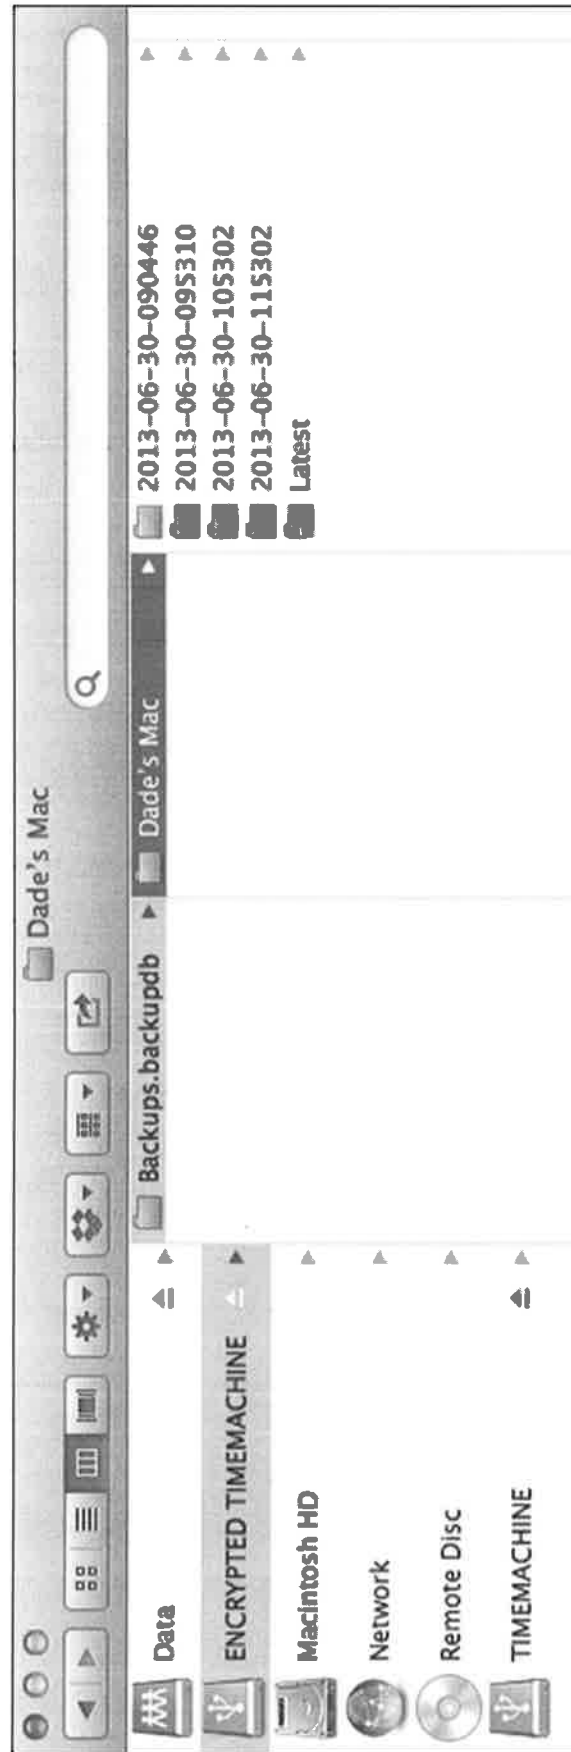 Dade's Mac
Data
ENCRYPTED TIMEMACHINE
Macintosh HD
Network
Remote Disc
TIMEMACHINE
Backups.backupdb
Dade's Mac
2013-06-30-090446
2013-06-30-095310
2013-06-30-105302
2013-06-30-115302
Latest